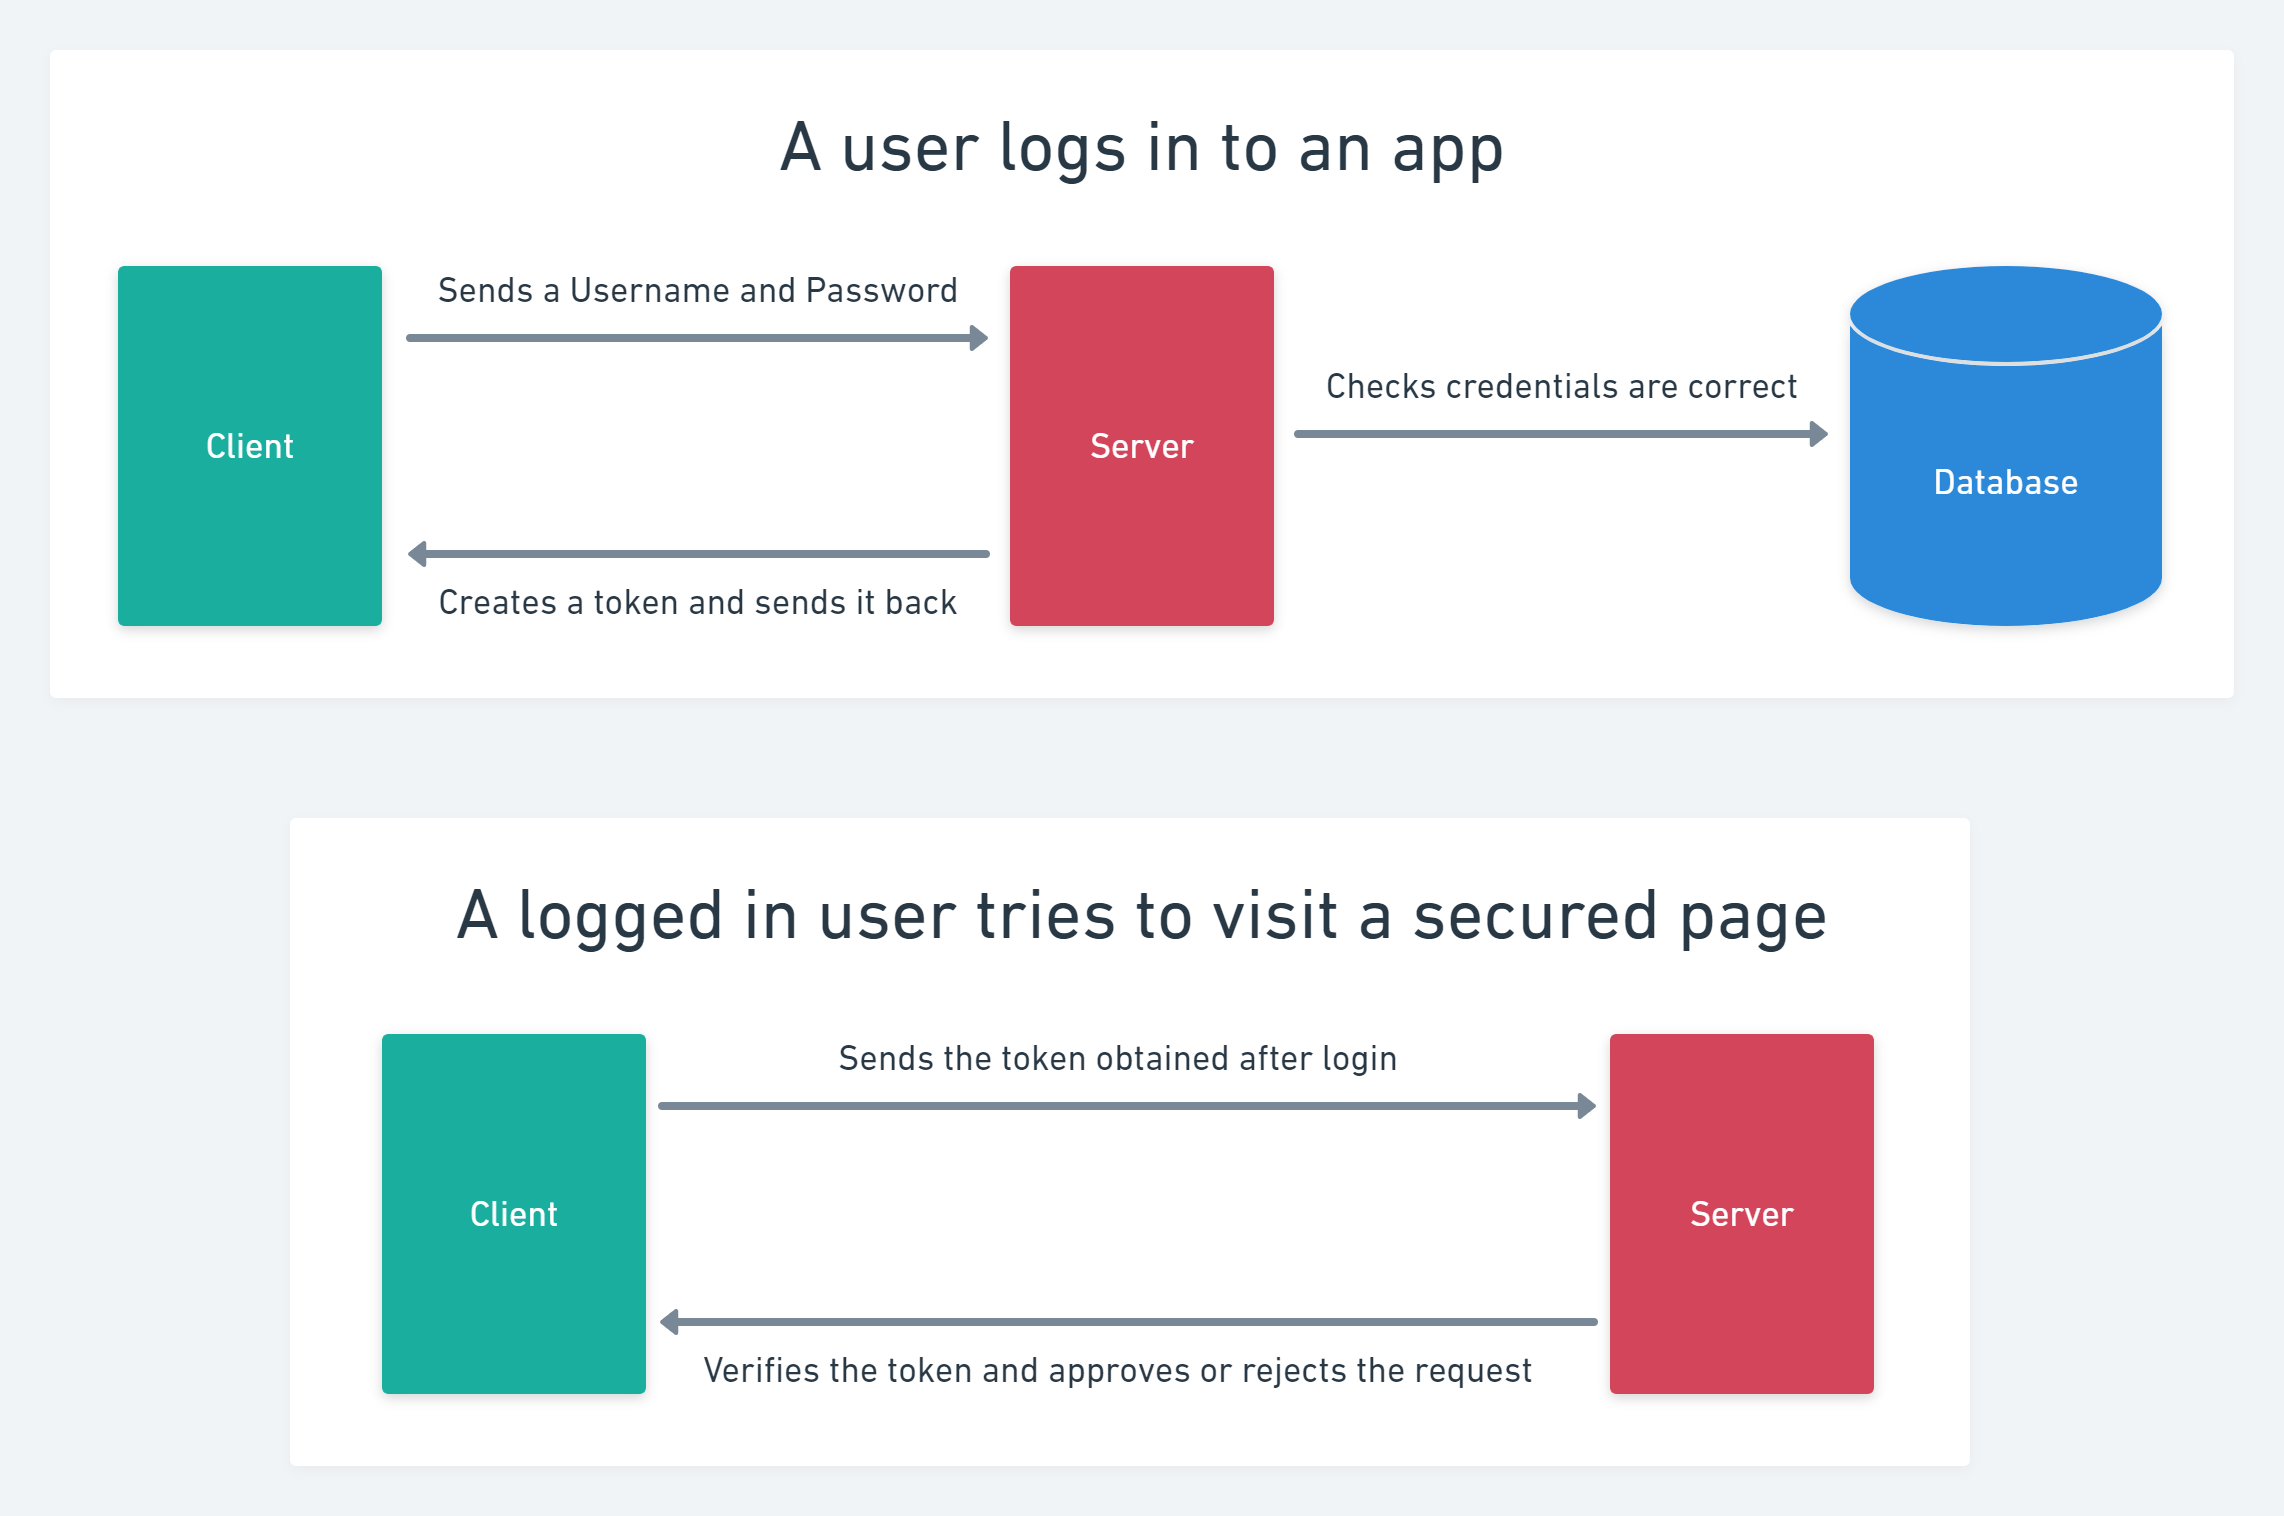 A user logs in to an app
Sends a Username and Password
Checks credentials are correct
Client
Server
Database
Creates a token and sends it back
A logged in user tries to visit a secured page
Sends the token obtained after login
Client
Server
Verifies the token and approves or rejects the request